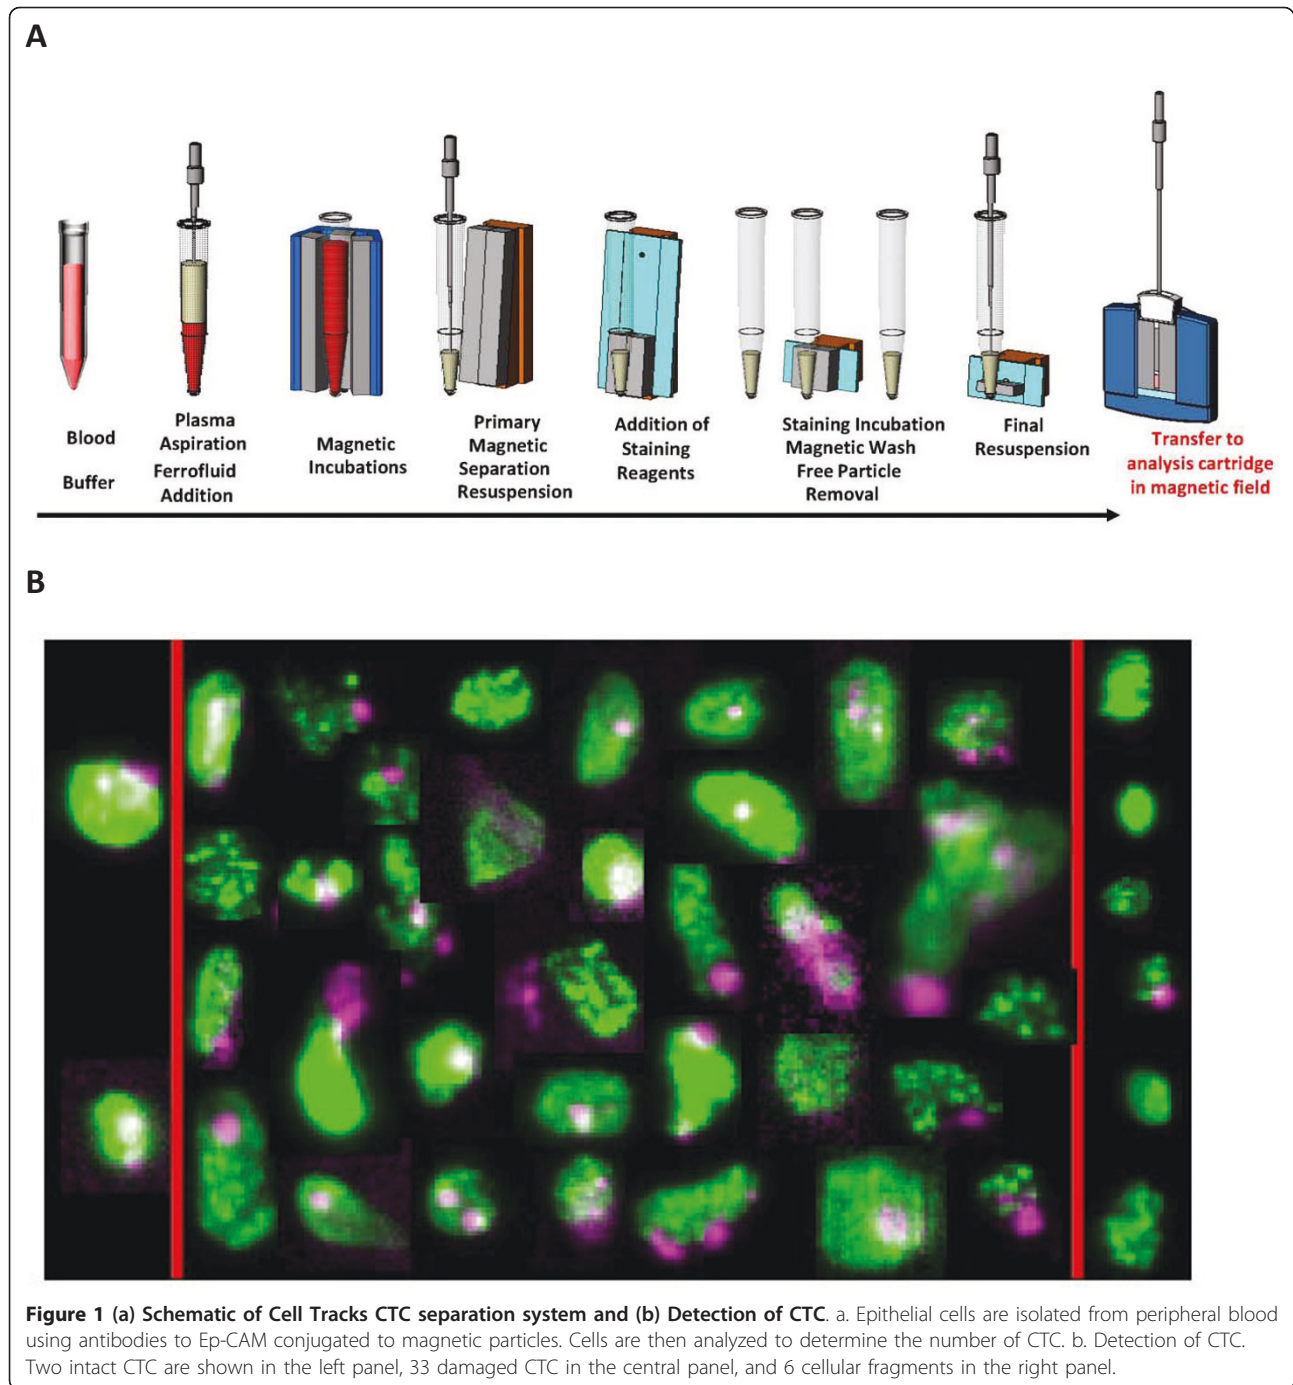 A
Blood
Buffer
Plasma
Aspiration
Ferrofluid
Addition
Magnetic
Incubations
Primary
Magnetic
Separation
Resuspension
Addition of
Staining
Reagents
Staining Incubation
Magnetic Wash
Free Particle
Removal
Final
Resuspension
Transfer to
analysis cartridge
in magnetic field
B
Figure 1 (a) Schematic of Cell Tracks CTC separation system and (b) Detection of CTC. a. Epithelial cells are isolated from peripheral blood
using antibodies to Ep-CAM conjugated to magnetic particles. Cells are then analyzed to determine the number of CTC. b. Detection of CTC.
Two intact CTC are shown in the left panel, 33 damaged CTC in the central panel, and 6 cellular fragments in the right panel.